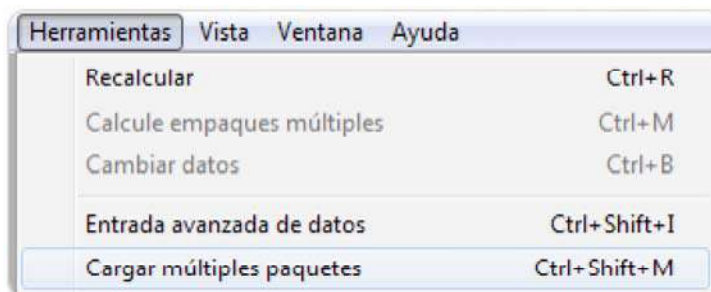 Herramientas Vista Ventana Ayuda
Recalcular Ctrl+R
Calcule empaques múltiples Ctrl+M
Cambiar datos Ctrl+B
Entrada avanzada de datos Ctrl+Shift+I
Cargar múltiples paquetes Ctrl+Shift+M